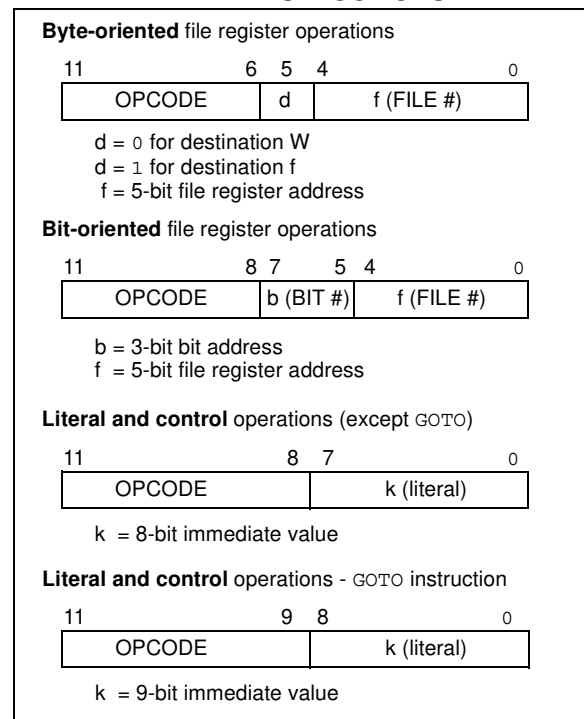 Byte-oriented file register operations
11 6 5 4 0
OPCODE d f (FILE #)
d = 0 for destination W
d = 1 for destination f
f = 5-bit file register address
Bit-oriented file register operations
11 8 7 5 4 0
OPCODE b (BIT #) f (FILE #)
b = 3-bit bit address
f = 5-bit file register address
Literal and control operations (except GOTO)
11 8 7 0
OPCODE k (literal)
k = 8-bit immediate value
Literal and control operations - GOTO instruction
11 9 8 0
OPCODE k (literal)
k = 9-bit immediate value